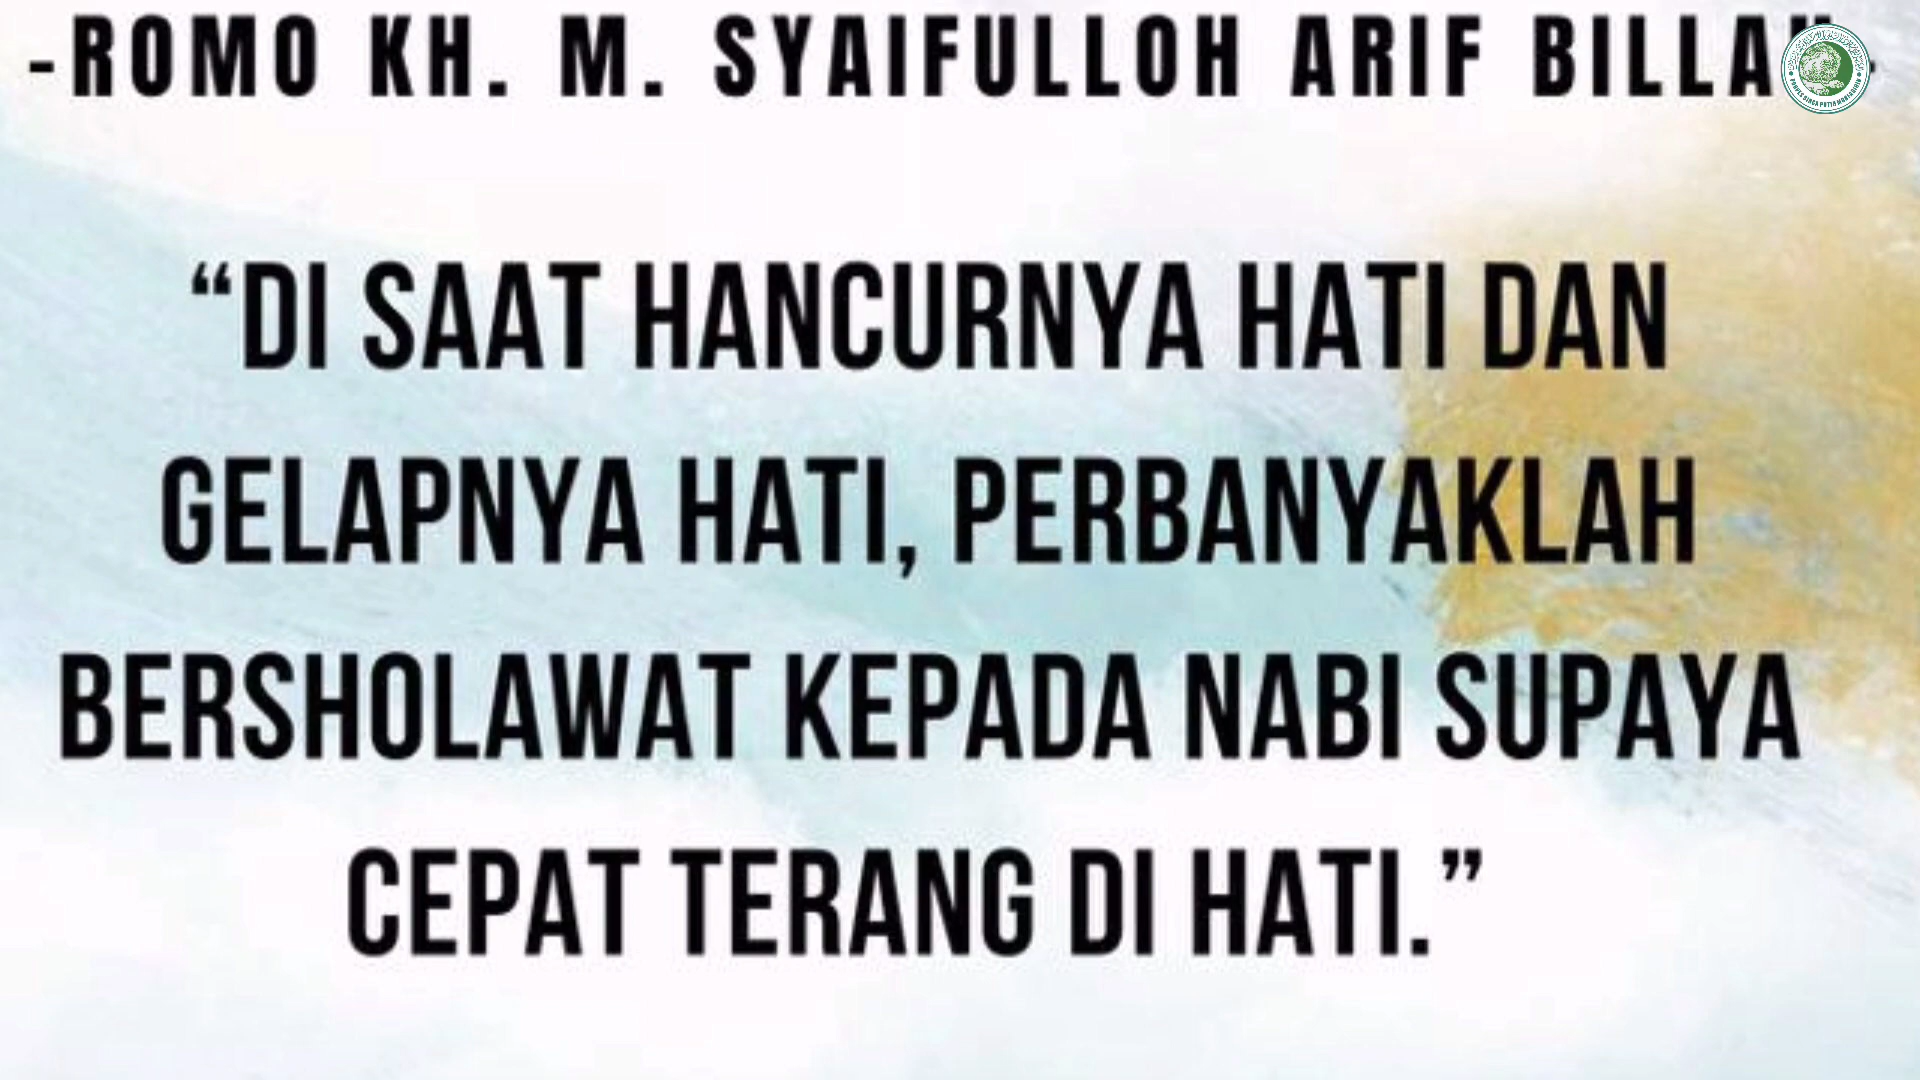 -ROMO KH. M. SYAIFULLOH ARIF BILLAH-
“DI SAAT HANCURNYA HATI DAN
GELAPNYA HATI, PERBANYAKLAH
BERSHOLAWAT KEPADA NABI SUPAYA
CEPAT TERANG DI HATI.”